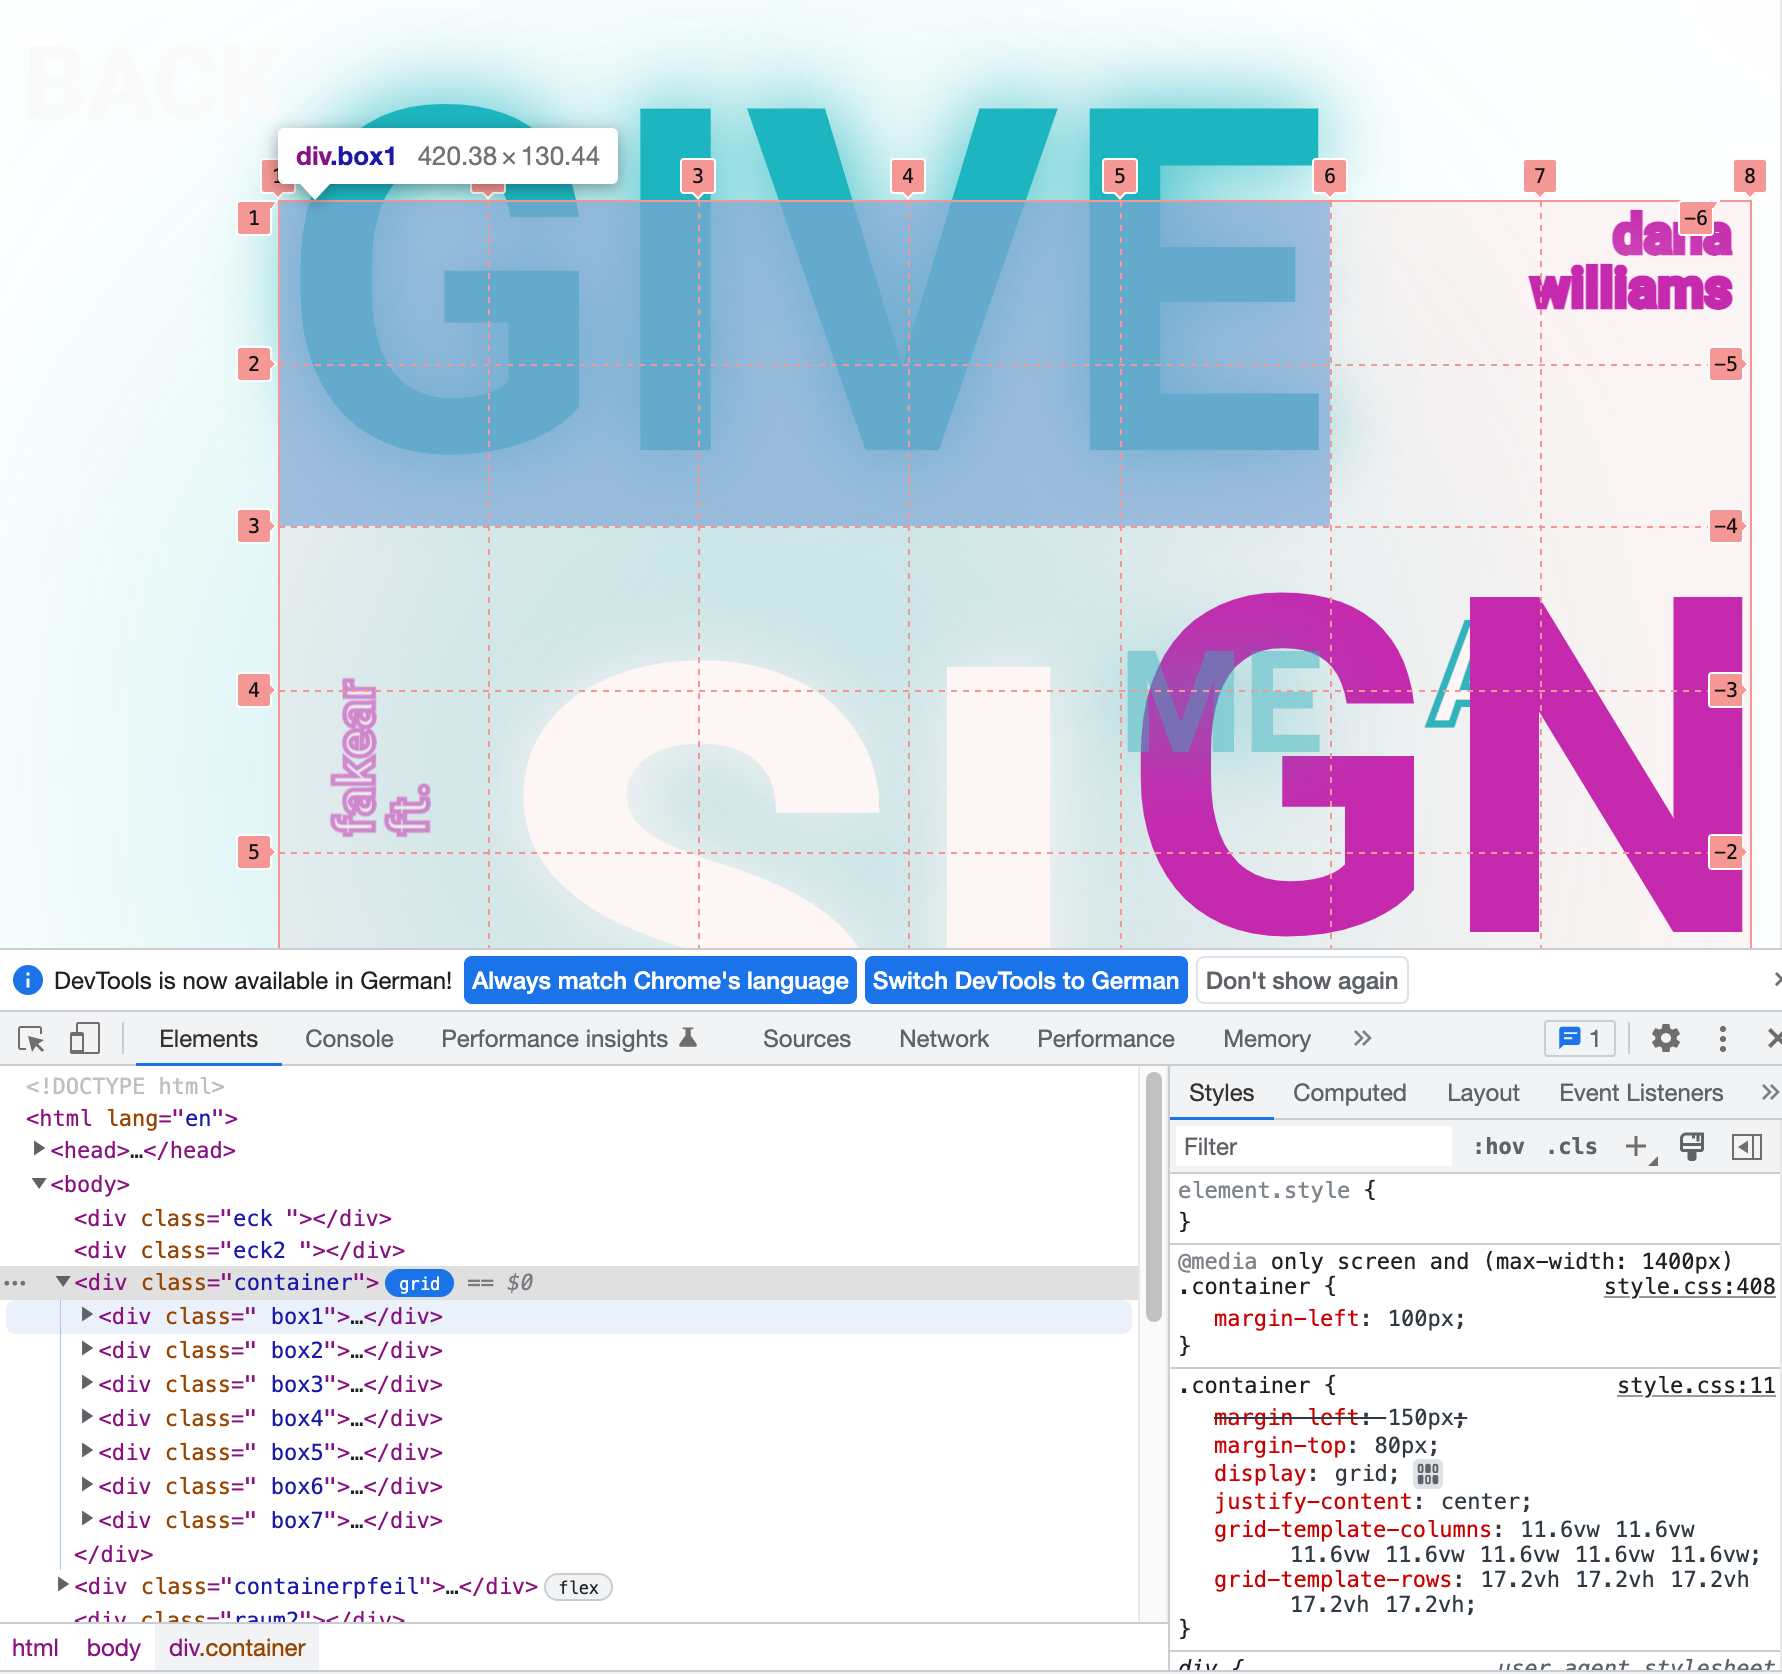 BACK
GIVE
div.box1 420.38 × 130.44
1 3 4 5 6 7 8
1 -6
dana
williams
2 -5
3 -4
GN
ME A
4 -3
fakear
ft.
SI
5 -2
DevTools is now available in German! Always match Chrome's language Switch DevTools to German Don't show again
Elements Console Performance insights Sources Network Performance Memory 1
<!DOCTYPE html>
<html lang="en">
<head>…</head>
<body>
<div class="eck "></div>
<div class="eck2 "></div>
<div class="container"> grid == $0
<div class=" box1">…</div>
<div class=" box2">…</div>
<div class=" box3">…</div>
<div class=" box4">…</div>
<div class=" box5">…</div>
<div class=" box6">…</div>
<div class=" box7">…</div>
</div>
<div class="containerpfeil">…</div> flex
<div class="raum2"></div>
html body div.container
Styles Computed Layout Event Listeners
Filter :hov .cls
element.style {
}
@media only screen and (max-width: 1400px)
.container { style.css:408
margin-left: 100px;
}
.container { style.css:11
margin-left: 150px;
margin-top: 80px;
display: grid;
justify-content: center;
grid-template-columns: 11.6vw 11.6vw
11.6vw 11.6vw 11.6vw 11.6vw 11.6vw;
grid-template-rows: 17.2vh 17.2vh 17.2vh
17.2vh 17.2vh;
}
div { user agent stylesheet